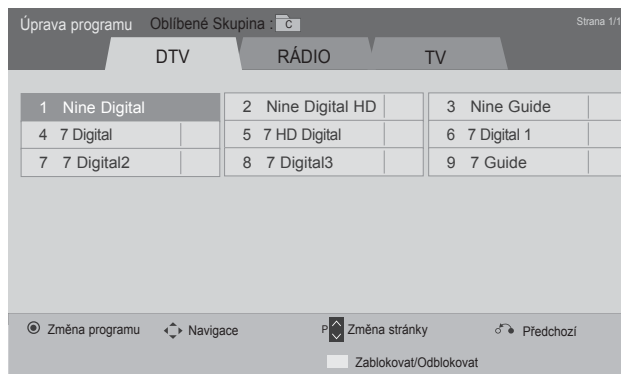 Úprava programu Oblíbené Skupina : C Strana 1/1
DTV RÁDIO TV
1 Nine Digital 2 Nine Digital HD 3 Nine Guide
4 7 Digital 5 7 HD Digital 6 7 Digital 1
7 7 Digital2 8 7 Digital3 9 7 Guide
Změna programu Navigace P Změna stránky Předchozí
Zablokovat/Odblokovat